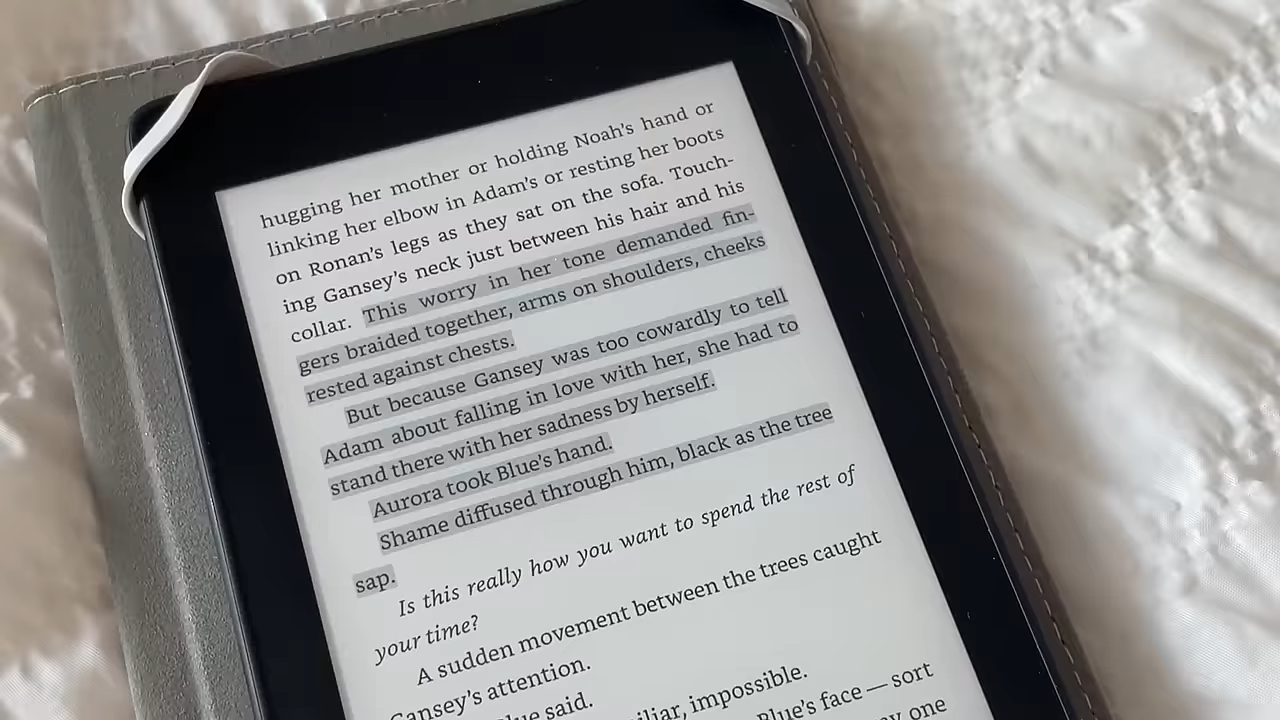 hugging her mother or holding Noah's hand or
linking her elbow in Adam's or resting her boots
on Ronan's legs as they sat on the sofa. Touch-
ing Gansey's neck just between his hair and his
collar. This worry in her tone demanded fin-
gers braided together, arms on shoulders, cheeks
rested against chests.
But because Gansey was too cowardly to tell
Adam about falling in love with her, she had to
stand there with her sadness by herself.
Aurora took Blue's hand.
Shame diffused through him, black as the tree
sap.
Is this really how you want to spend the rest of
your time?
A sudden movement between the trees caught
Gansey's attention.
said.
impossible.
Blue's face — sort
one